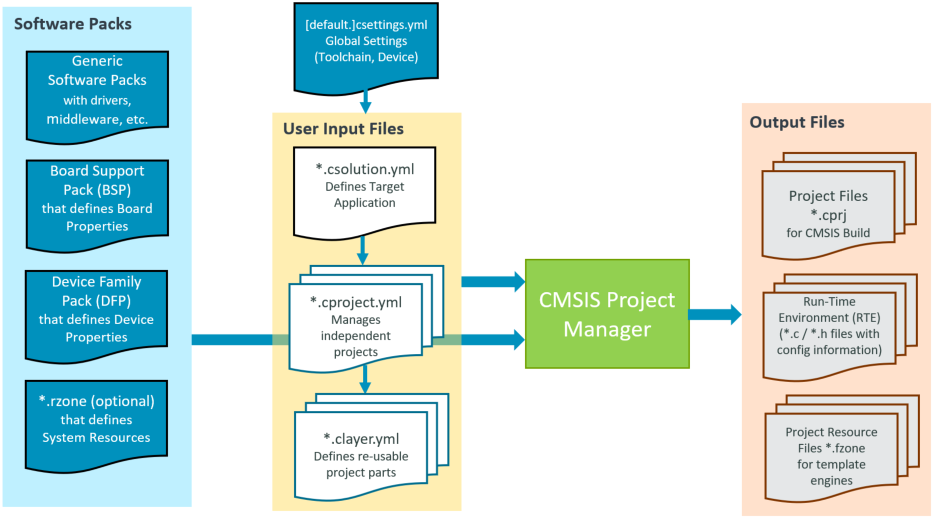 Software Packs
Generic
Software Packs
with drivers,
middleware, etc.
Board Support
Pack (BSP)
that defines Board
Properties
Device Family
Pack (DFP)
that defines Device
Properties
*.rzone (optional)
that defines
System Resources
[default.]csettings.yml
Global Settings
(Toolchain, Device)
User Input Files
*.csolution.yml
Defines Target
Application
*.cproject.yml
Manages
independent
projects
*.clayer.yml
Defines re-usable
project parts
CMSIS Project
Manager
Output Files
Project Files
*.cprj
for CMSIS Build
Run-Time
Environment (RTE)
(*.c / *.h files with
config information)
Project Resource
Files *.fzone
for template
engines